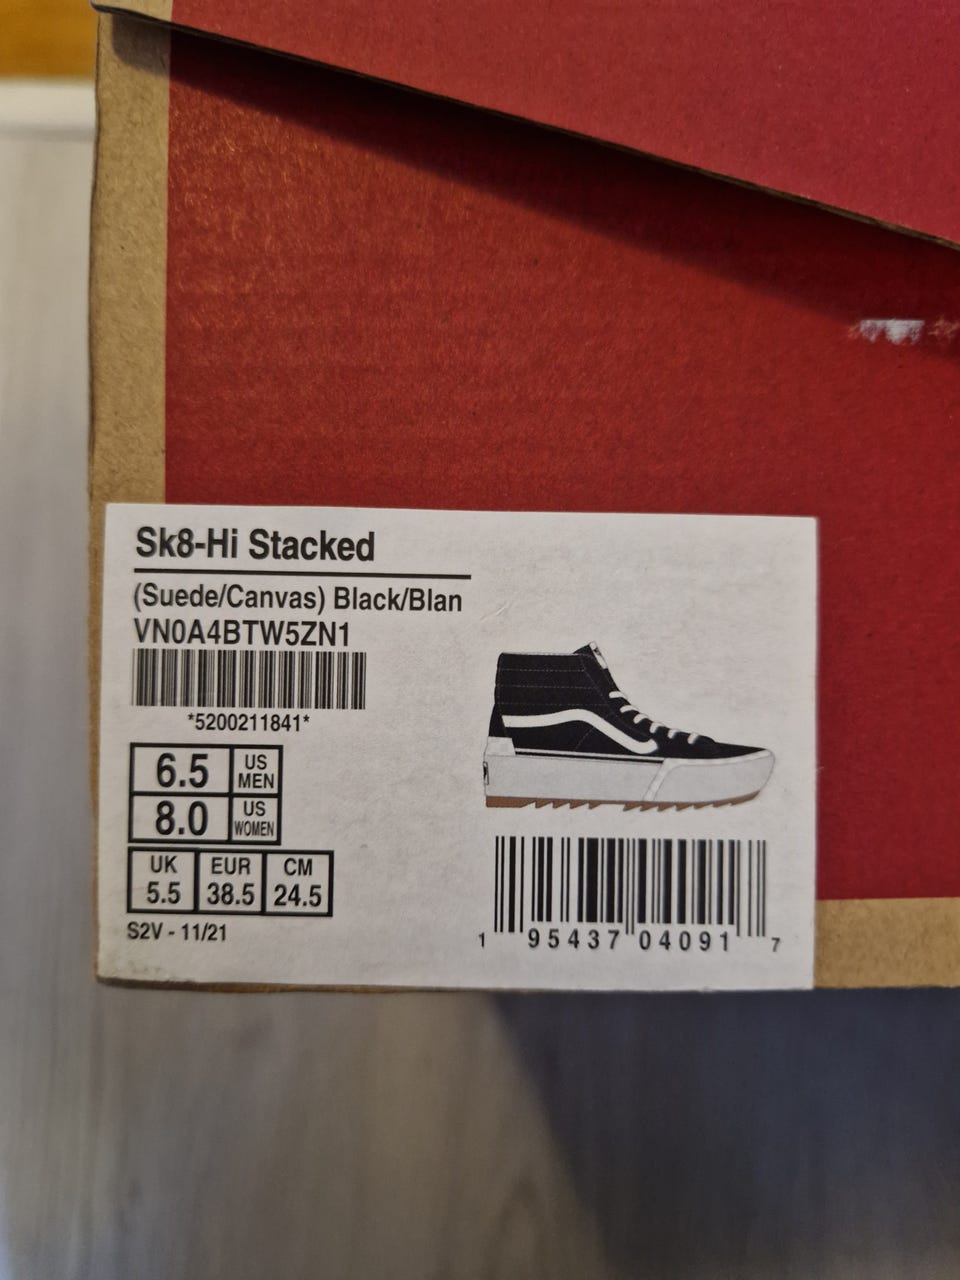 Sk8-Hi Stacked
(Suede/Canvas) Black/Blan
VN0A4BTW5ZN1
*5200211841*
6.5 US MEN
8.0 US WOMEN
UK EUR CM
5.5 38.5 24.5
S2V - 11/21
1 95437 04091 7